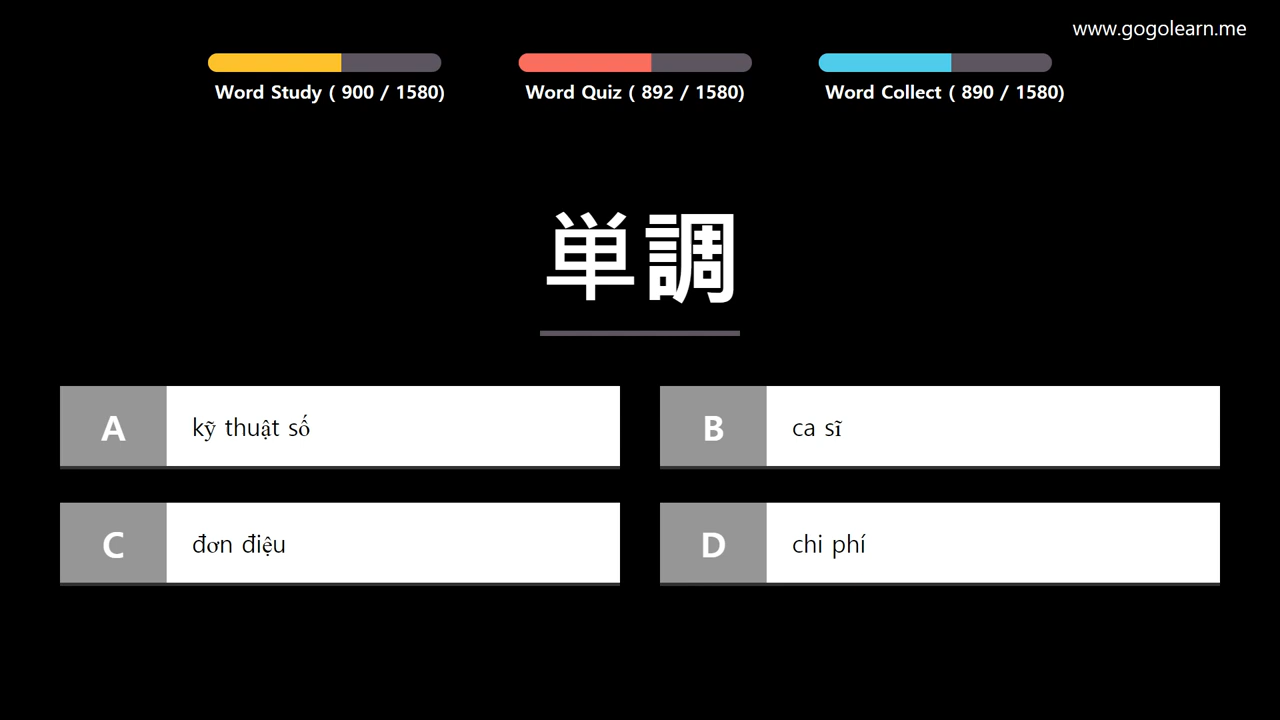 www.gogolearn.me
Word Study ( 900 / 1580)
Word Quiz ( 892 / 1580)
Word Collect ( 890 / 1580)
単調
A
kỹ thuật số
B
ca sĩ
C
đơn điệu
D
chi phí